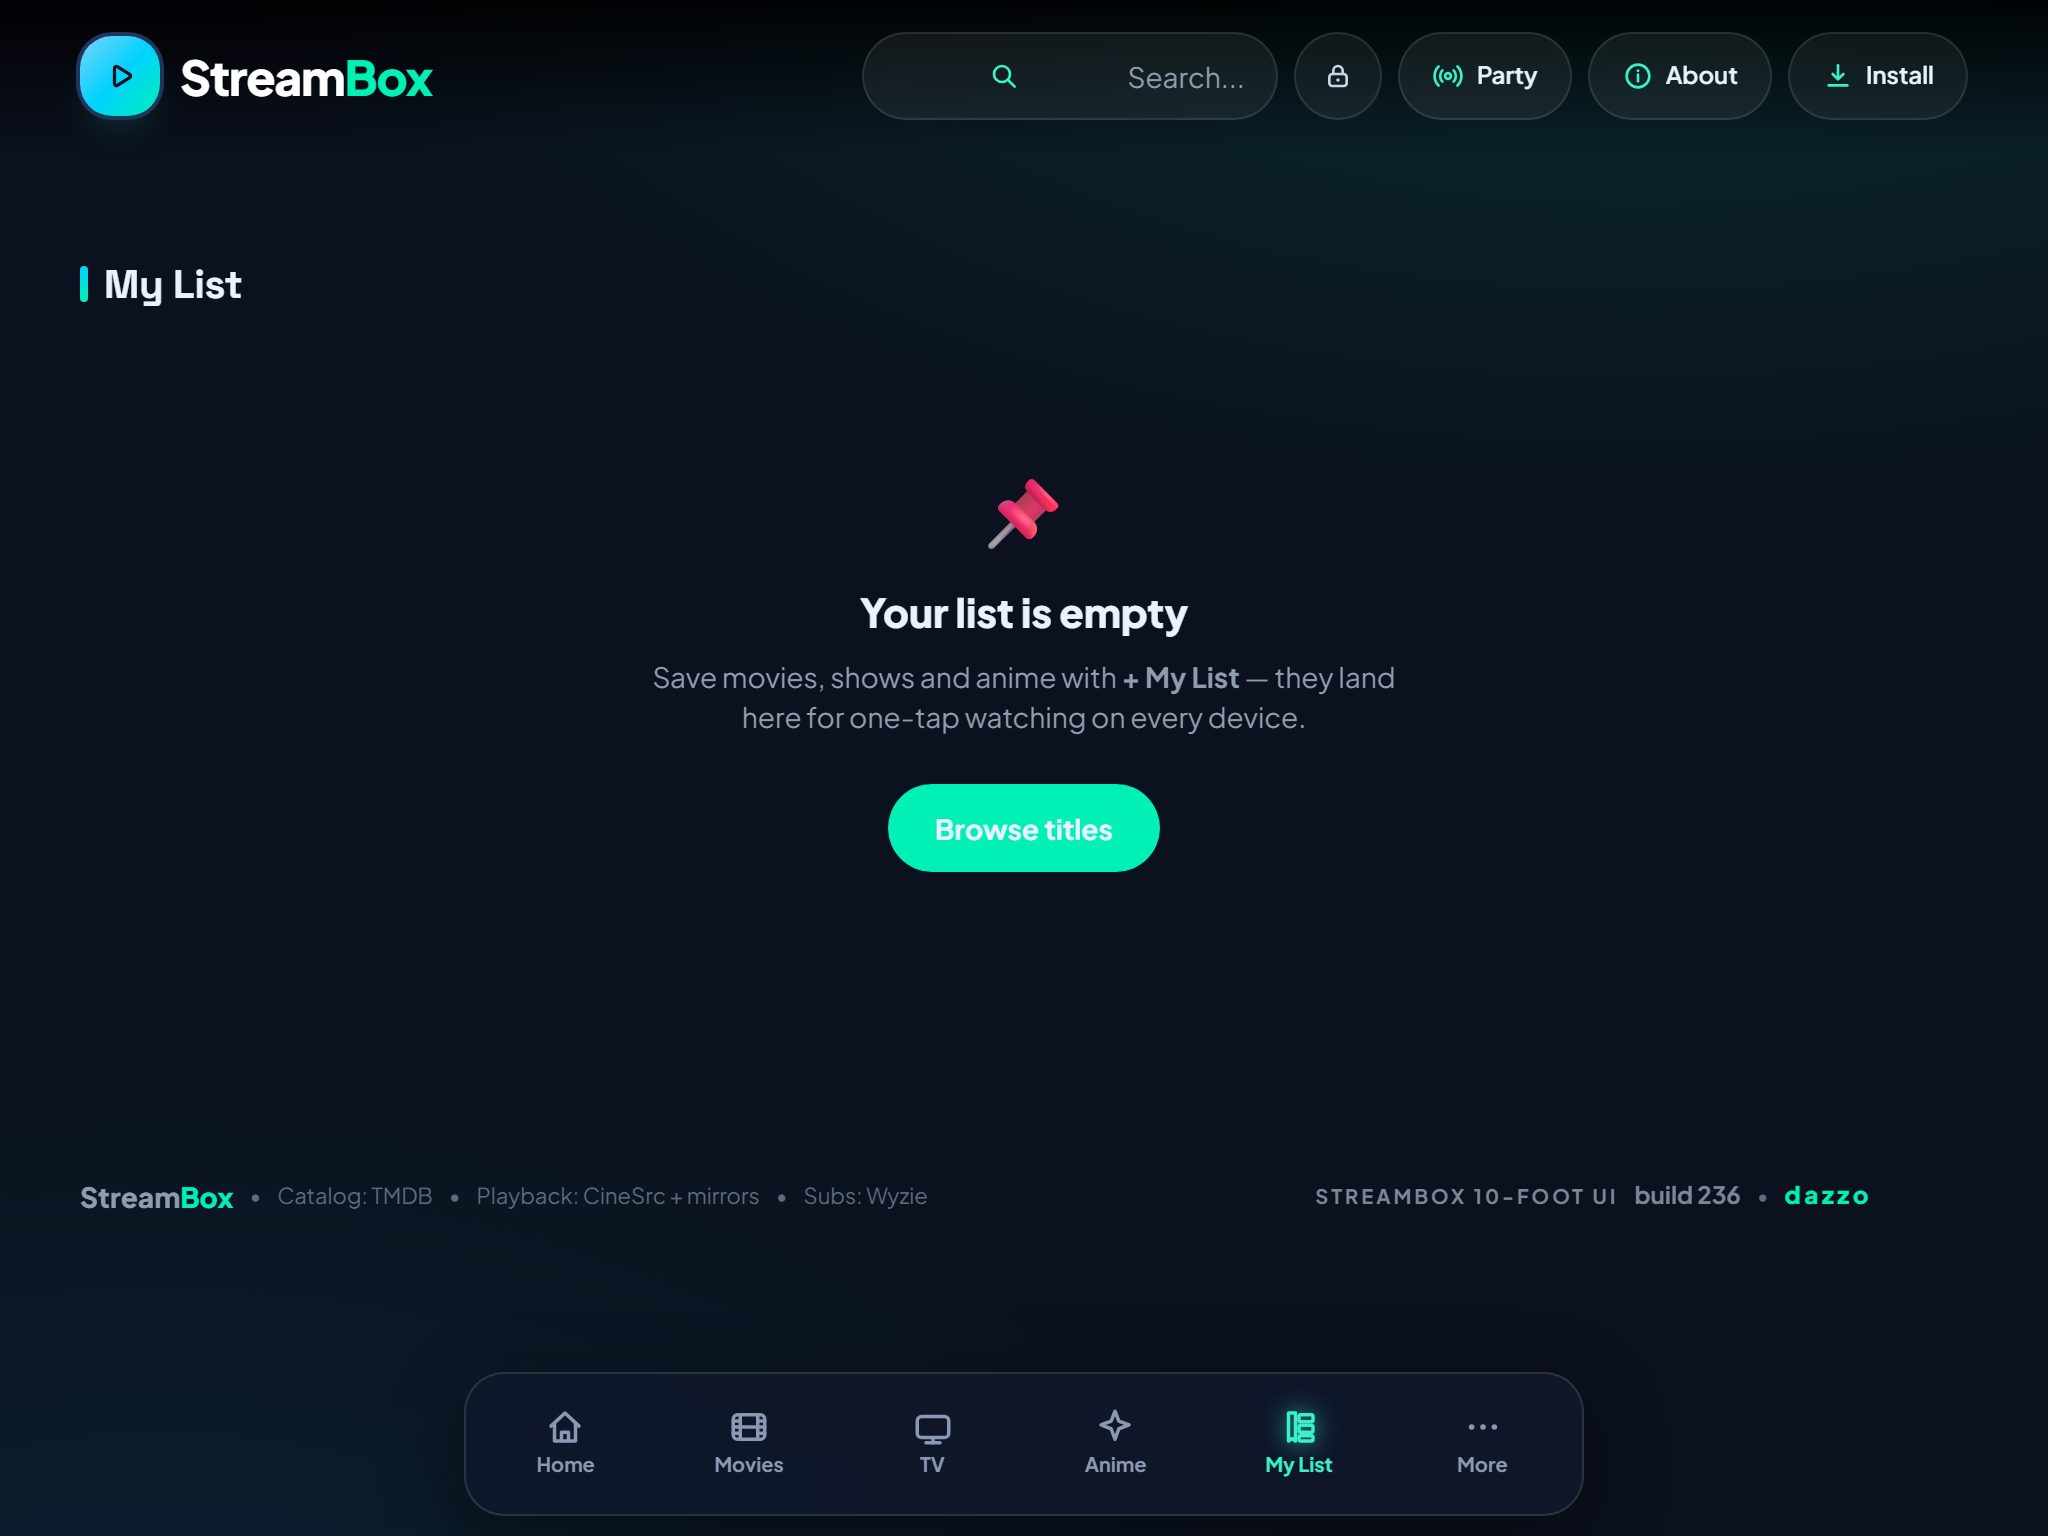 StreamBox
Search...
Party
About
Install
My List
Your list is empty
Save movies, shows and anime with + My List — they land
here for one-tap watching on every device.
Browse titles
StreamBox • Catalog: TMDB • Playback: CineSrc + mirrors • Subs: Wyzie
STREAMBOX 10-FOOT UI build 236 • dazzo
Home
Movies
TV
Anime
My List
More